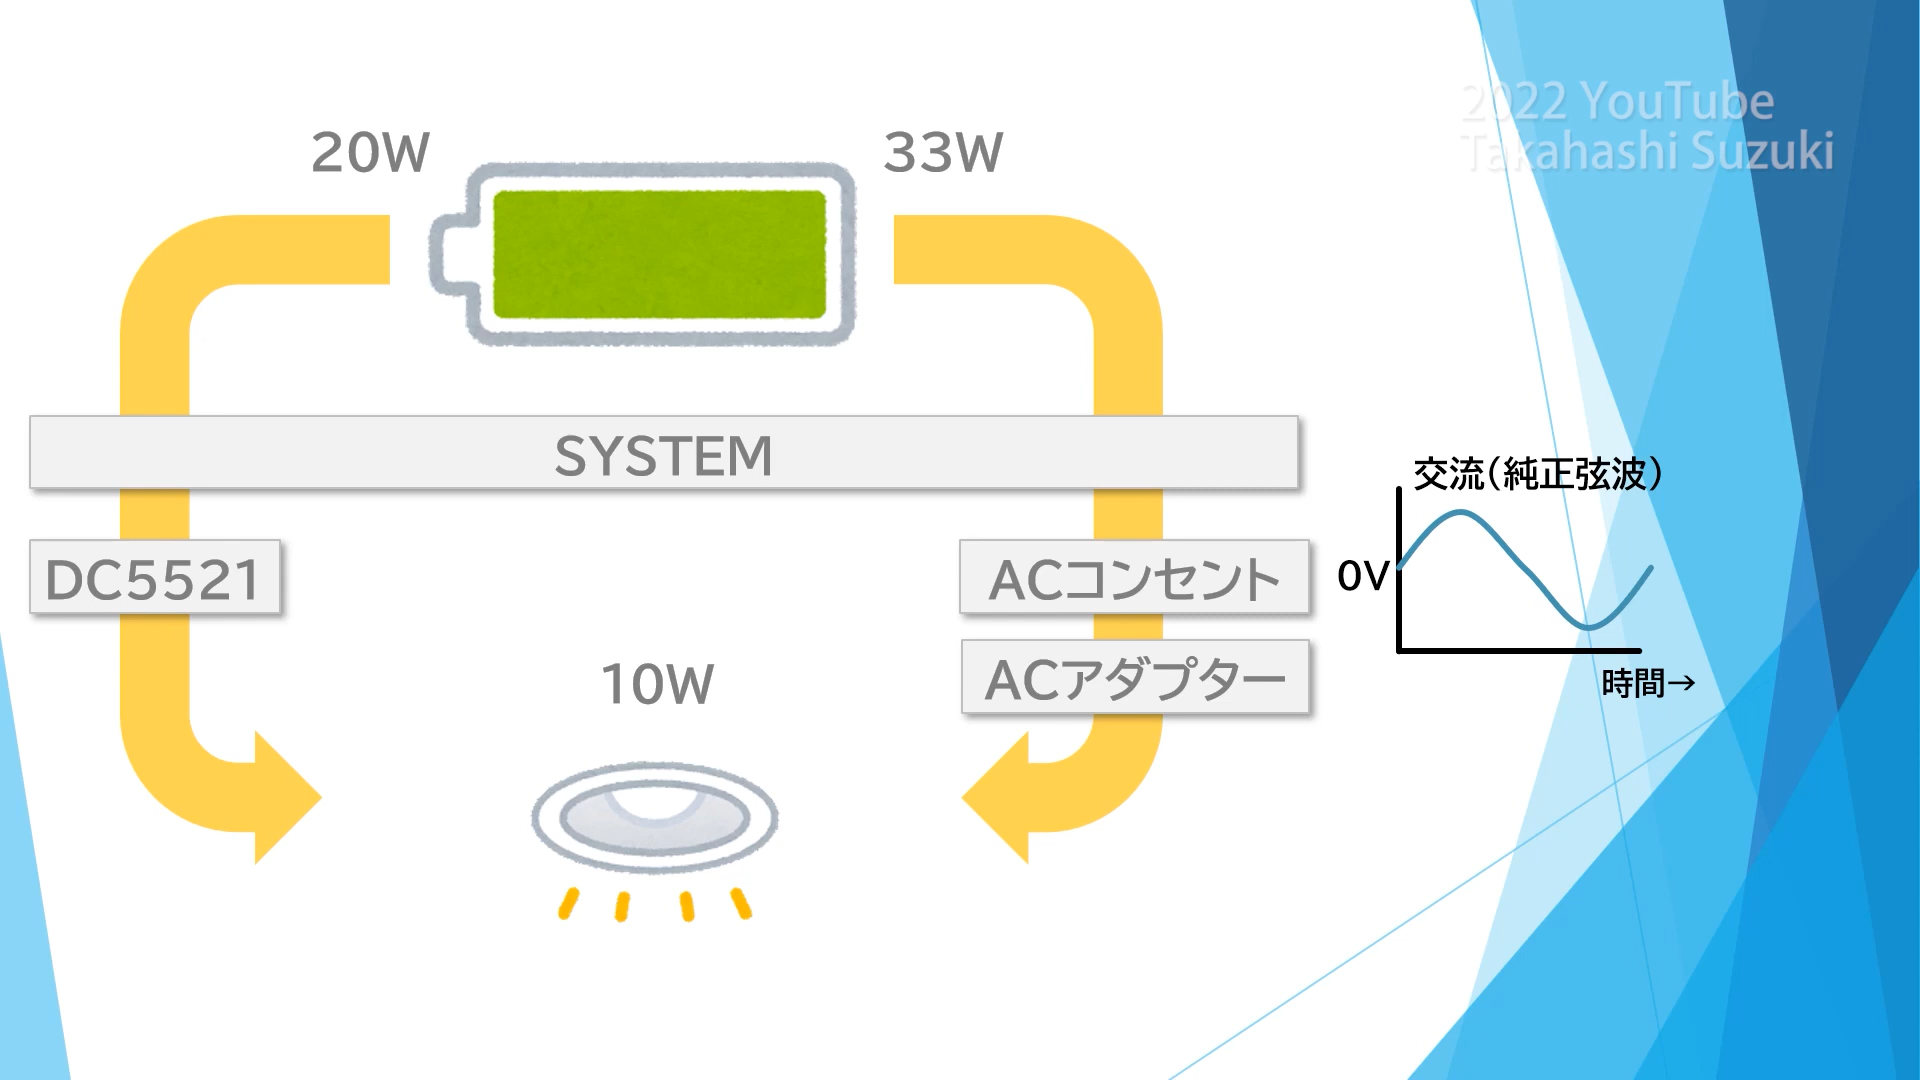 2022 YouTube
Takahashi Suzuki
20W
33W
SYSTEM
DC5521
ACコンセント
ACアダプター
10W
交流(純正弦波)
0V
時間→